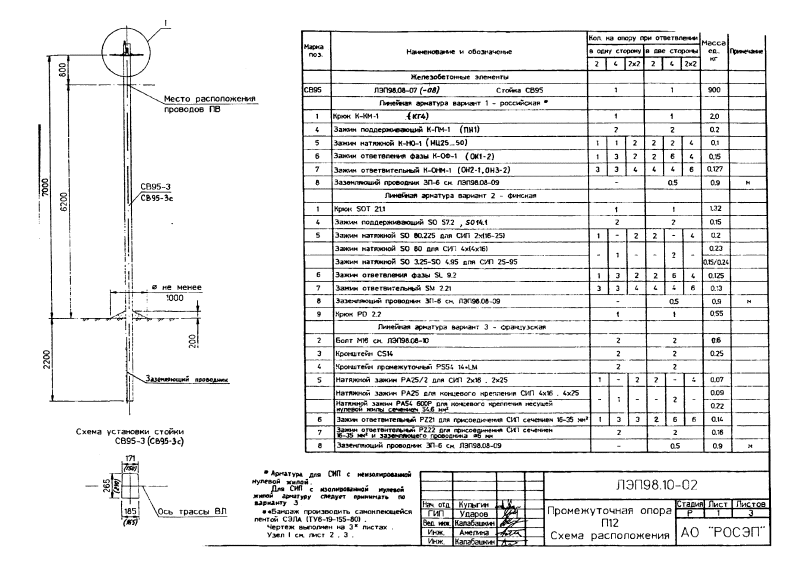 1
800
7000
6200
2200
200
Место расположения
проводов ПВ
СВ95-3
СВ95-3с
ø не менее
1000
Заземляющий проводник
Схема установки стойки
СВ95-3 (СВ95-3с)
171
(150)
265
185
(165)
Ось трассы ВЛ
Марка поз. | Наименование и обозначение | Кол. на опору при ответвлении | Масса ед., кг | Примечание
в одну сторону | в две стороны
2 | 4 | 2х2 | 2 | 4 | 2х2
Железобетонные элементы
СВ95 | ЛЭП98.08-07 (-08) Стойка СВ95 | 1 | 1 | 900
Линейная арматура вариант 1 - российская *
1 | Крюк К-КМ-1 (КГ4) | 1 | 1 | 2,0
4 | Зажим поддерживающий К-ПМ-1 (ПН1) | 2 | 2 | 0.2
5 | Зажим натяжной К-НО-1 (НЦ25...50) | 1 | 1 | 2 | 2 | 2 | 4 | 0,1
6 | Зажим ответвления фазы К-ОФ-1 (ОК1-2) | 1 | 3 | 2 | 2 | 6 | 4 | 0,15
7 | Зажим ответвительный К-ОНМ-1 (ОН2-1, ОН3-2) | 3 | 3 | 4 | 4 | 4 | 6 | 0.127
8 | Заземляющий проводник ЗП-6 см. ЛЭП98.08-09 | - | 0.5 | 0.9 | м
Линейная арматура вариант 2 - финская
1 | Крюк SOT 21.1 | 1 | 1 | 1.32
4 | Зажим поддерживающий SO 57.2 , SO14.1 | 2 | 2 | 0.15
5 | Зажим натяжной SO 80.225 для СИП 2х(16-25) | 1 | - | 2 | 2 | - | 4 | 0.2
Зажим натяжной SO 80 для СИП 4х(4х16) | - | 1 | - | - | 2 | - | 0.23
Зажим натяжной SO 3.25-SO 4.95 для СИП 25-95 | 0.15/0.24
6 | Зажим ответвления фазы SL 9.2 | 1 | 3 | 2 | 2 | 6 | 4 | 0.125
7 | Зажим ответвительный SM 2.21 | 3 | 3 | 4 | 4 | 4 | 6 | 0.13
8 | Заземляющий проводник ЗП-6 см. ЛЭП98.08-09 | - | 0.5 | 0.9 | м
9 | Крюк PD 2.2 | 1 | 1 | 0.55
Линейная арматура вариант 3 - французская
2 | Болт М16 см. ЛЭП98.08-10 | 2 | 2 | 0.6
3 | Кронштейн CS14 | 2 | 2 | 0.25
4 | Кронштейн промежуточный PS54 14+LM | 2 | 2
5 | Натяжной зажим PA25/2 для СИП 2х16 , 2х25 | 1 | - | 2 | 2 | - | 4 | 0,07
Натяжной зажим PA25 для концевого крепления СИП 4х16 , 4х25 | - | 1 | - | - | 2 | - | 0.09
Натяжной зажим PA54 600P для концевого крепления несущей
нулевой жилы сечением 54.6 мм² | 0.22
6 | Зажим ответвительный PZ21 для присоединения СИП сечением 16-35 мм² | 1 | 3 | 3 | 2 | 6 | 6 | 0,14
7 | Зажим ответвительный PZ22 для присоединения СИП сечением
16-35 мм² и заземляющего проводника ø6 мм | 2 | 2 | 0.18
8 | Заземляющий проводник ЗП-6 см. ЛЭП98.08-09 | - | 0.5 | 0.9 | м
* Арматура для СИП с неизолированной
нулевой жилой.
Для СИП с изолированной нулевой
жилой арматуру следует принимать по
варианту 3
**Бандаж производить самоклеющейся
лентой СЭЛА (ТУ6-19-155-80) .
Чертеж выполнен на 3х листах .
Узел 1 см. лист 2 , 3 .
ЛЭП98.10-02
Нач. отд. Кулыгин
ГИП Ударов
Вед. инж. Калабашкин
Инж. Амелина
Инж. Калабашкин
Промежуточная опора
П12
Схема расположения
Стадия | Лист | Листов
Р | 1 | 3
АО "РОСЭП"